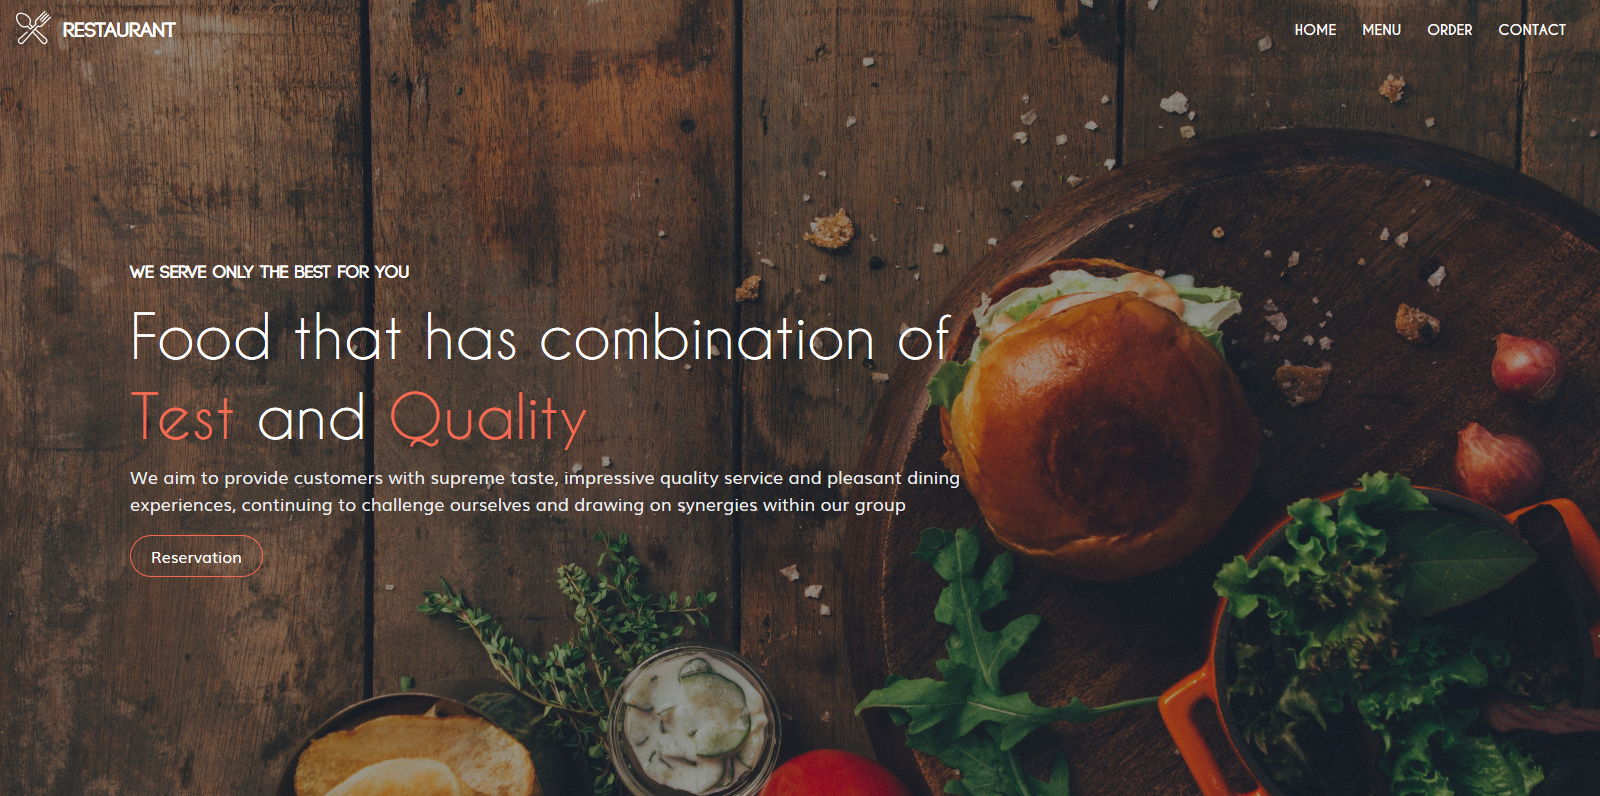 RESTAURANT
HOME MENU ORDER CONTACT
WE SERVE ONLY THE BEST FOR YOU
Food that has combination of
Test and Quality
We aim to provide customers with supreme taste, impressive quality service and pleasant dining
experiences, continuing to challenge ourselves and drawing on synergies within our group
Reservation